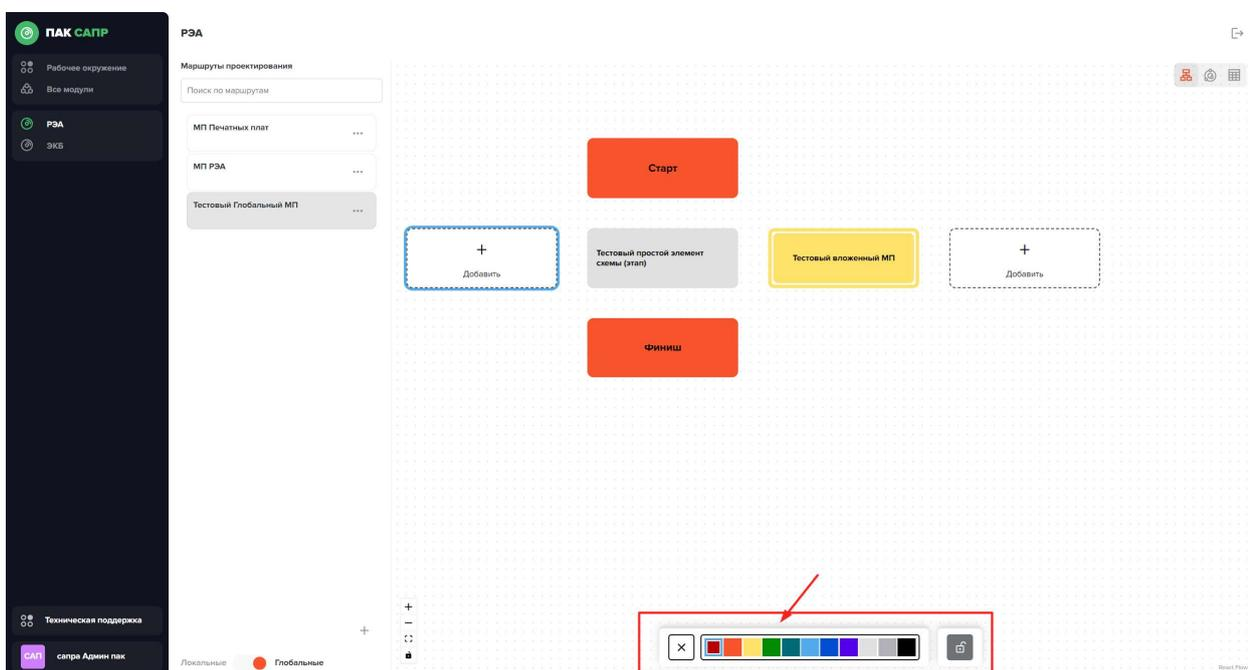 ПАК САПР
Рабочее окружение
Все модули
РЭА
ЭКБ
Техническая поддержка
САП
сапра Админ пак
РЭА
Маршруты проектирования
Поиск по маршрутам
МП Печатных плат
МП РЭА
Тестовый Глобальный МП
Локальные
Глобальные
Старт
Добавить
Тестовый простой элемент
схемы (этап)
Тестовый вложенный МП
Добавить
Финиш
React Flow